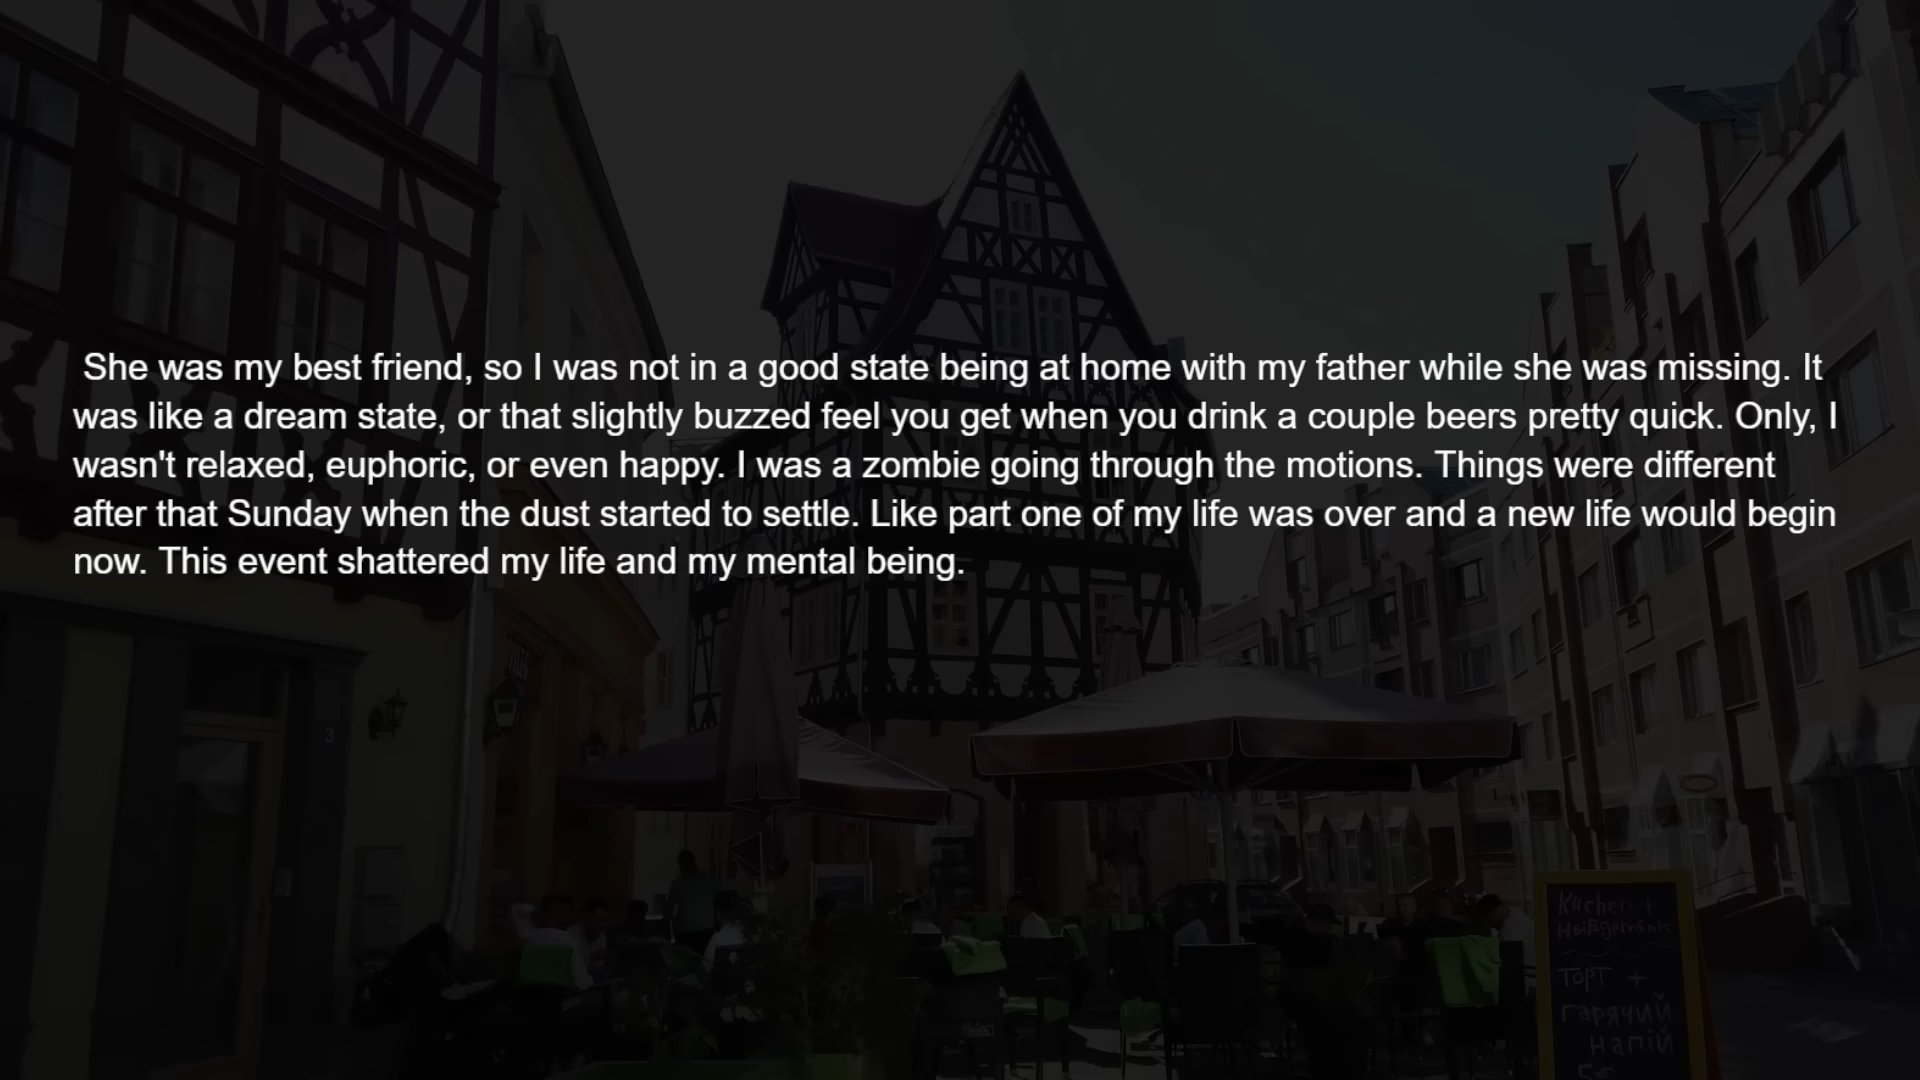 She was my best friend, so I was not in a good state being at home with my father while she was missing. It
was like a dream state, or that slightly buzzed feel you get when you drink a couple beers pretty quick. Only, I
wasn't relaxed, euphoric, or even happy. I was a zombie going through the motions. Things were different
after that Sunday when the dust started to settle. Like part one of my life was over and a new life would begin
now. This event shattered my life and my mental being.
3
Kuchen +
Heißgetränk
ТОРТ +
гарячий
напій
5€